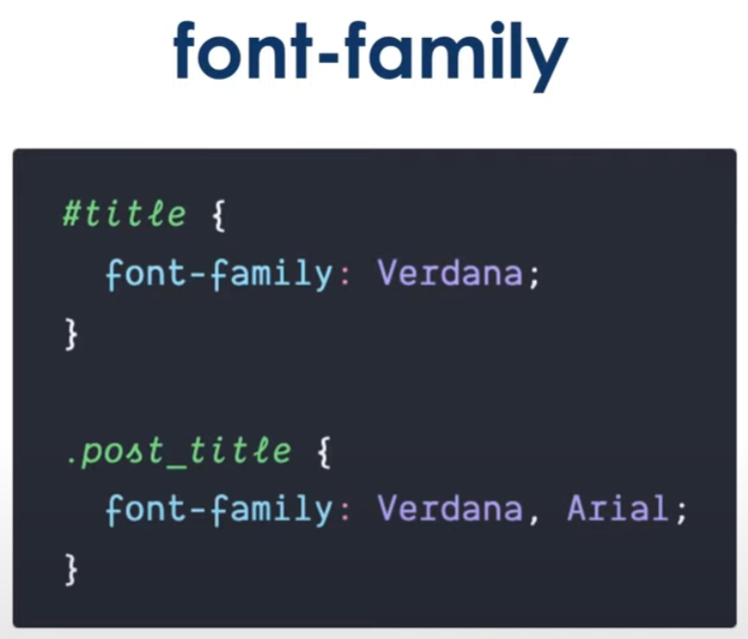 font-family
#title {
  font-family: Verdana;
}
.post_title {
  font-family: Verdana, Arial;
}